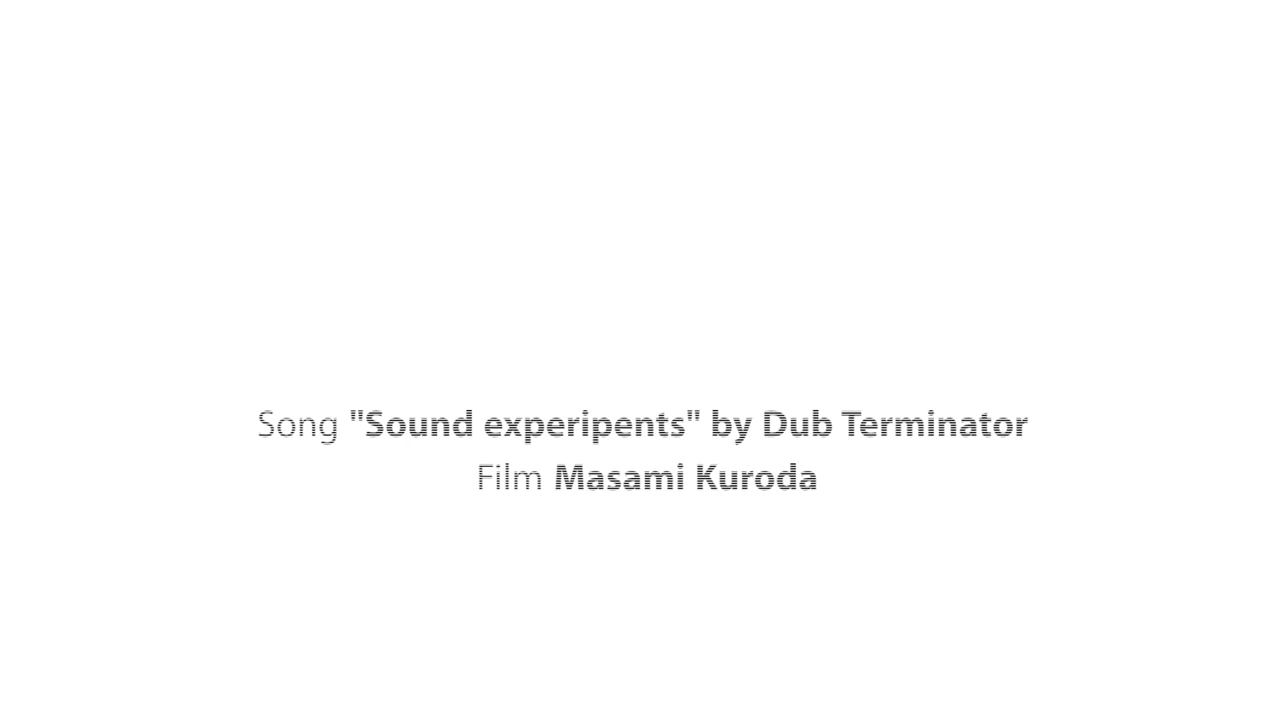 Song "Sound experipents" by Dub Terminator
Film Masami Kuroda